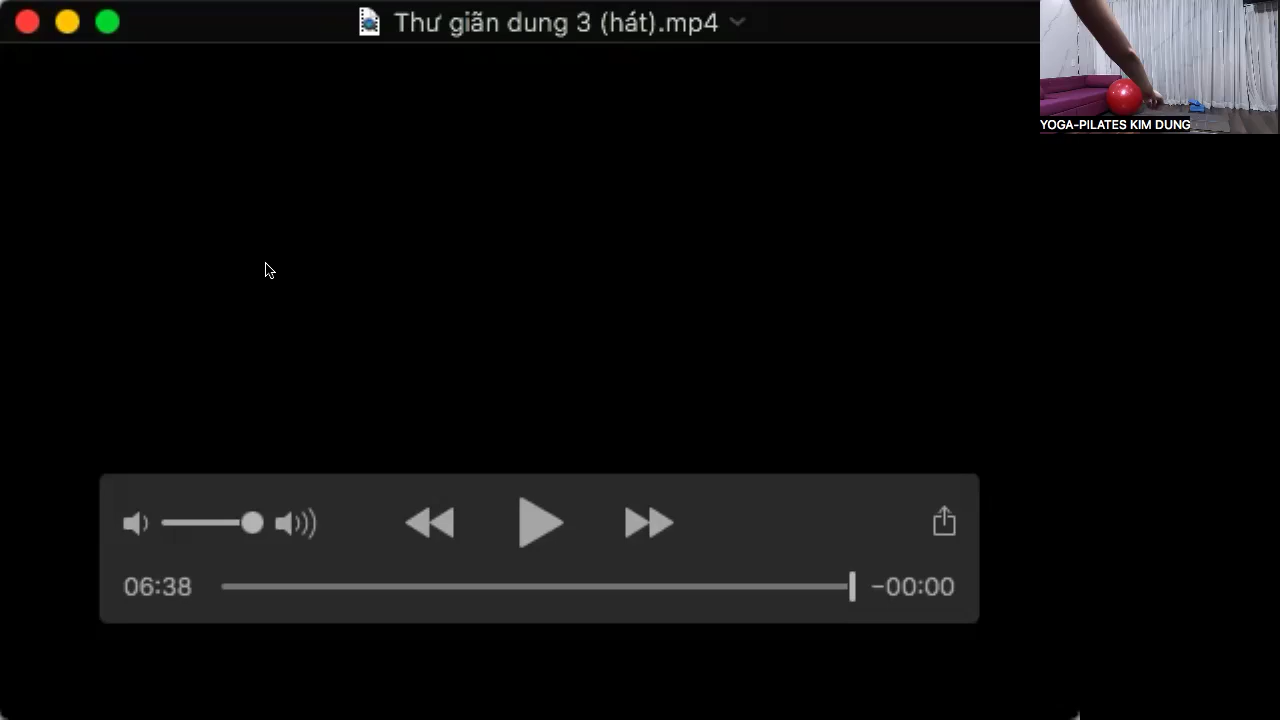 Thư giãn dung 3 (hát).mp4
YOGA-PILATES KIM DUNG
06:38
-00:00